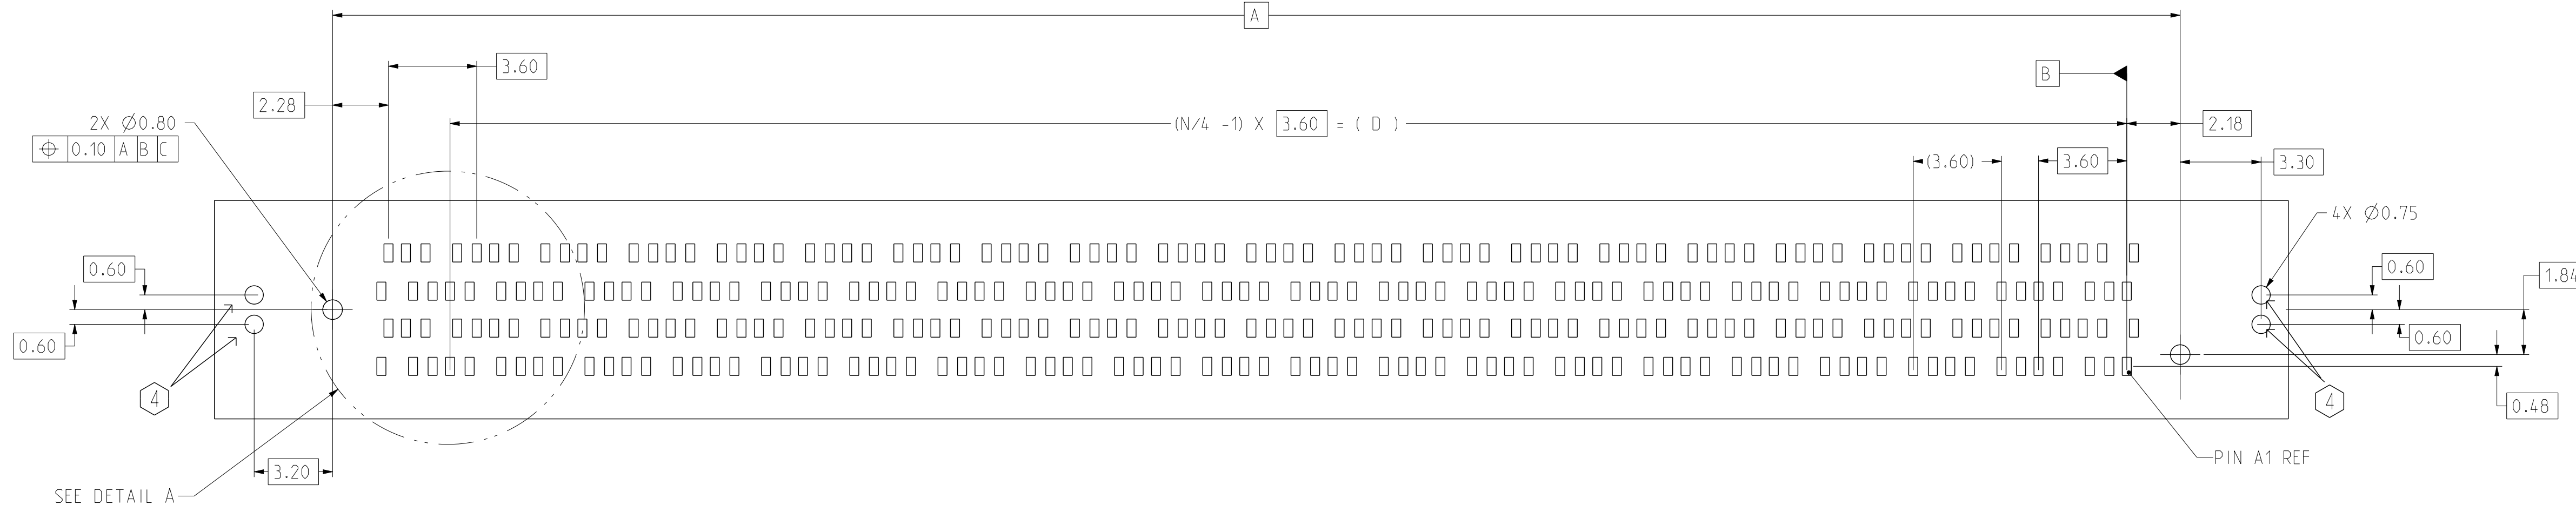 A
3.60
B
2.28
2X Ø0.80
(N/4 -1) X 3.60 = ( D )
2.18
⌖ 0.10 A B C
(3.60)
3.60
3.30
4X Ø0.75
0.60
0.60
1.84
0.60
0.60
4
4
0.48
PIN A1 REF
3.20
SEE DETAIL A